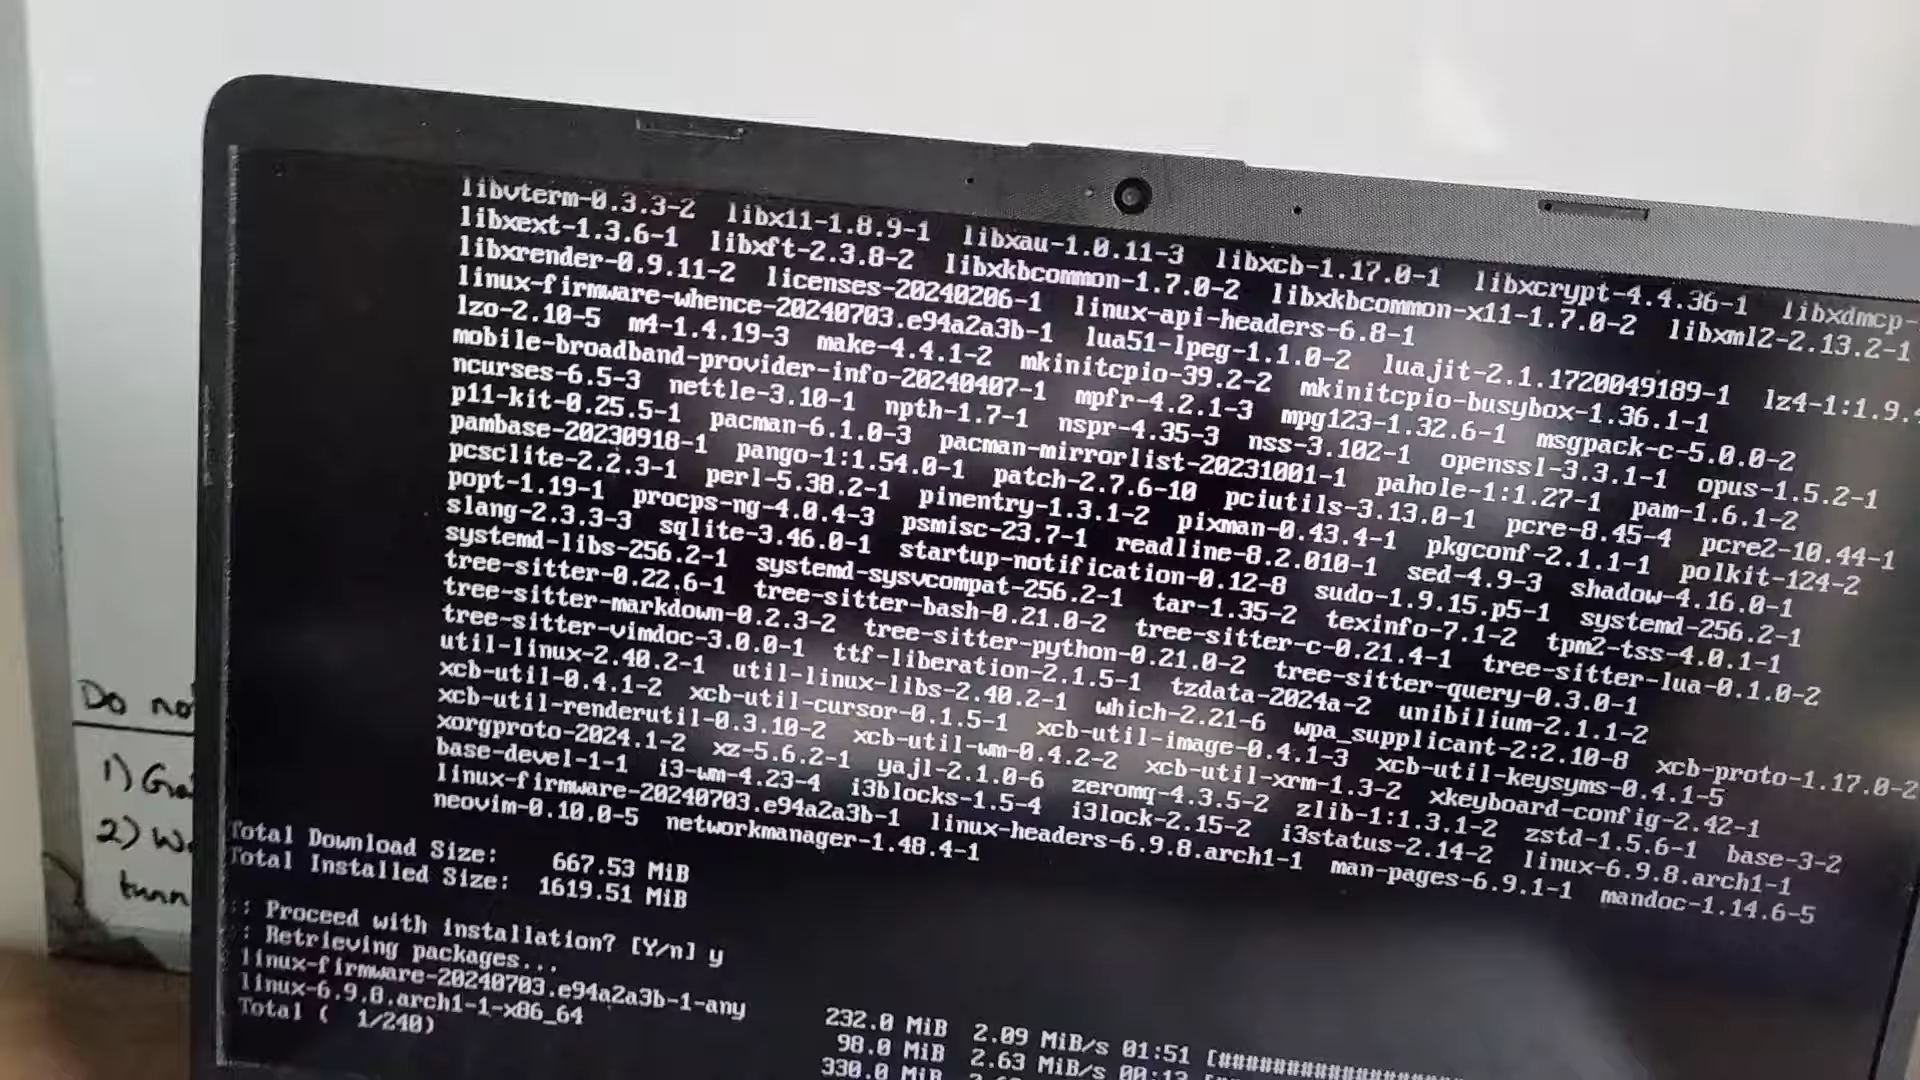 libvterm-0.3.3-2 libx11-1.8.9-1 libxau-1.0.11-3 libxcb-1.17.0-1 libxcrypt-4.4.36-1 libxdmcp-
libxext-1.3.6-1 libxft-2.3.8-2 libxkbcommon-1.7.0-2 libxkbcommon-x11-1.7.0-2 libxml2-2.13.2-1
libxrender-0.9.11-2 licenses-20240206-1 linux-api-headers-6.8-1
linux-firmware-whence-20240703.e94a2a3b-1 lua51-lpeg-1.1.0-2 luajit-2.1.1720049189-1 lz4-1:1.9.
lzo-2.10-5 m4-1.4.19-3 make-4.4.1-2 mkinitcpio-39.2-2 mkinitcpio-busybox-1.36.1-1
mobile-broadband-provider-info-20240407-1 mpfr-4.2.1-3 mpg123-1.32.6-1 msgpack-c-5.0.0-2
ncurses-6.5-3 nettle-3.10-1 npth-1.7-1 nspr-4.35-3 nss-3.102-1 openssl-3.3.1-1 opus-1.5.2-1
p11-kit-0.25.5-1 pacman-6.1.0-3 pacman-mirrorlist-20231001-1 pahole-1:1.27-1 pam-1.6.1-2
pambase-20230918-1 pango-1:1.54.0-1 patch-2.7.6-10 pciutils-3.13.0-1 pcre-8.45-4 pcre2-10.44-1
pcsclite-2.2.3-1 perl-5.38.2-1 pinentry-1.3.1-2 pixman-0.43.4-1 pkgconf-2.1.1-1 polkit-124-2
popt-1.19-1 procps-ng-4.0.4-3 psmisc-23.7-1 readline-8.2.010-1 sed-4.9-3 shadow-4.16.0-1
slang-2.3.3-3 sqlite-3.46.0-1 startup-notification-0.12-8 sudo-1.9.15.p5-1 systemd-256.2-1
systemd-libs-256.2-1 systemd-sysvcompat-256.2-1 tar-1.35-2 texinfo-7.1-2 tpm2-tss-4.0.1-1
tree-sitter-0.22.6-1 tree-sitter-bash-0.21.0-2 tree-sitter-c-0.21.4-1 tree-sitter-lua-0.1.0-2
tree-sitter-markdown-0.2.3-2 tree-sitter-python-0.21.0-2 tree-sitter-query-0.3.0-1
tree-sitter-vimdoc-3.0.0-1 ttf-liberation-2.1.5-1 tzdata-2024a-2 unibilium-2.1.1-2
util-linux-2.40.2-1 util-linux-libs-2.40.2-1 which-2.21-6 wpa_supplicant-2:2.10-8 xcb-proto-1.17.0-2
xcb-util-0.4.1-2 xcb-util-cursor-0.1.5-1 xcb-util-image-0.4.1-3 xcb-util-keysyms-0.4.1-5
xcb-util-renderutil-0.3.10-2 xcb-util-wm-0.4.2-2 xcb-util-xrm-1.3-2 xkeyboard-config-2.42-1
xorgproto-2024.1-2 xz-5.6.2-1 yajl-2.1.0-6 zeromq-4.3.5-2 zlib-1:1.3.1-2 zstd-1.5.6-1 base-3-2
base-devel-1-1 i3-wm-4.23-4 i3blocks-1.5-4 i3lock-2.15-2 i3status-2.14-2 linux-6.9.8.arch1-1
linux-firmware-20240703.e94a2a3b-1 linux-headers-6.9.8.arch1-1 man-pages-6.9.1-1 mandoc-1.14.6-5
neovim-0.10.0-5 networkmanager-1.48.4-1
Total Download Size: 667.53 MiB
Total Installed Size: 1619.51 MiB
:: Proceed with installation? [Y/n] y
:: Retrieving packages...
linux-firmware-20240703.e94a2a3b-1-any 232.0 MiB 2.09 MiB/s 01:51 [####################
linux-6.9.8.arch1-1-x86_64 98.0 MiB 2.63 MiB/s 00:13
Total ( 1/240) 330.0 MiB
Do no
1) Gra
2) W